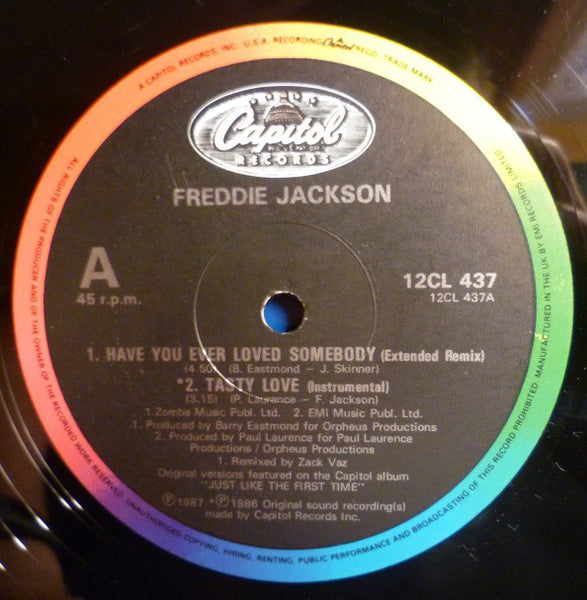 A CAPITOL RECORDS, INC. U.S.A. RECORDING Capitol REGD. TRADE MARK
Capitol
RECORDS
FREDDIE JACKSON
A
45 r.p.m.
12CL 437
12CL 437A
1. HAVE YOU EVER LOVED SOMEBODY (Extended Remix)
(4.50) (B. Eastmond - J. Skinner)
*2. TASTY LOVE (Instrumental)
(3.15) (P. Laurence - F. Jackson)
1.Zomba Music Publ. Ltd. 2. EMI Music Publ. Ltd.
1. Produced by Barry Eastmond for Orpheus Productions
2. Produced by Paul Laurence for Paul Laurence
Productions / Orpheus Productions
1. Remixed by Zack Vaz
Original versions featured on the Capitol album
"JUST LIKE THE FIRST TIME"
℗1987 *℗1986 Original sound recording(s)
made by Capitol Records Inc.
ALL RIGHTS OF THE PRODUCER AND OF THE OWNER OF THE RECORDED WORK RESERVED. UNAUTHORISED COPYING, HIRING, RENTING, PUBLIC PERFORMANCE AND BROADCASTING OF THIS RECORD PROHIBITED. MANUFACTURED IN THE UK BY EMI RECORDS LIMITED